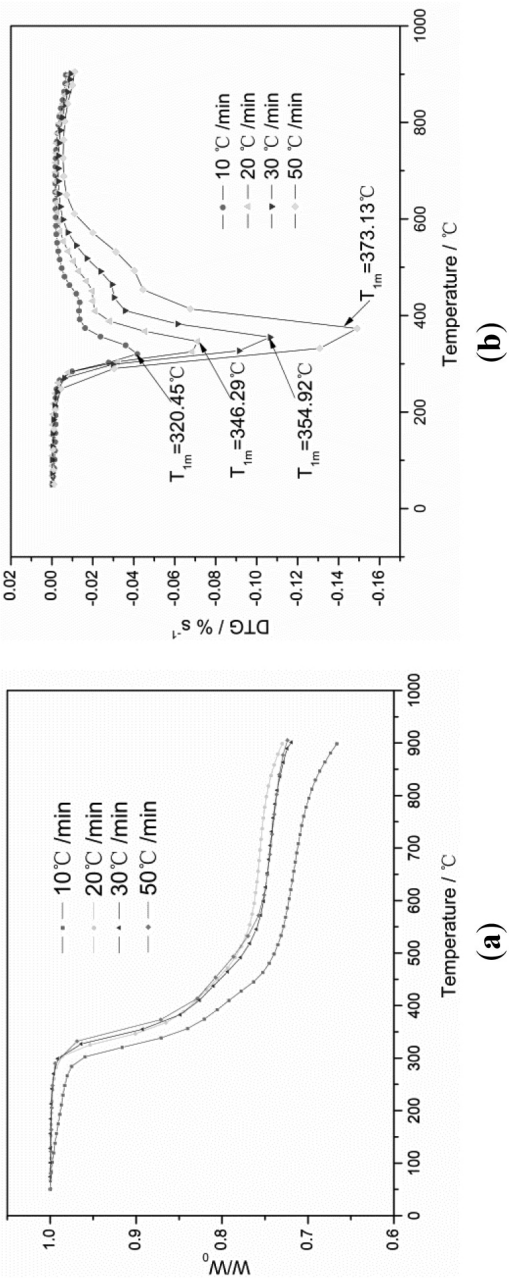 1.0
0.9
0.8
0.7
0.6
W/W₀
0
100
200
300
400
500
600
700
800
900
1000
Temperature / ℃
10℃ /min
20℃ /min
30℃ /min
50℃ /min
(a)
0.02
0.00
-0.02
-0.04
-0.06
-0.08
-0.10
-0.12
-0.14
-0.16
DTG / % s⁻¹
0
200
400
600
800
1000
Temperature / ℃
10 ℃ /min
20 ℃ /min
30 ℃ /min
50 ℃ /min
T₁ₘ=320.45℃
T₁ₘ=346.29℃
T₁ₘ=354.92℃
T₁ₘ=373.13℃
(b)